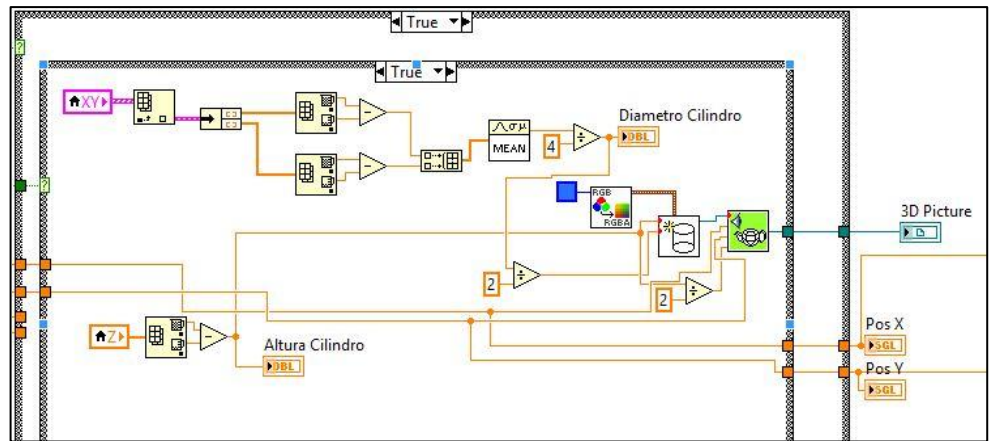 True
?
True
XY
σμ
MEAN
4
Diametro Cilindro
DBL
?
RGB
RGBA
3D Picture
2
2
Z
Altura Cilindro
DBL
Pos X
SGL
Pos Y
SGL